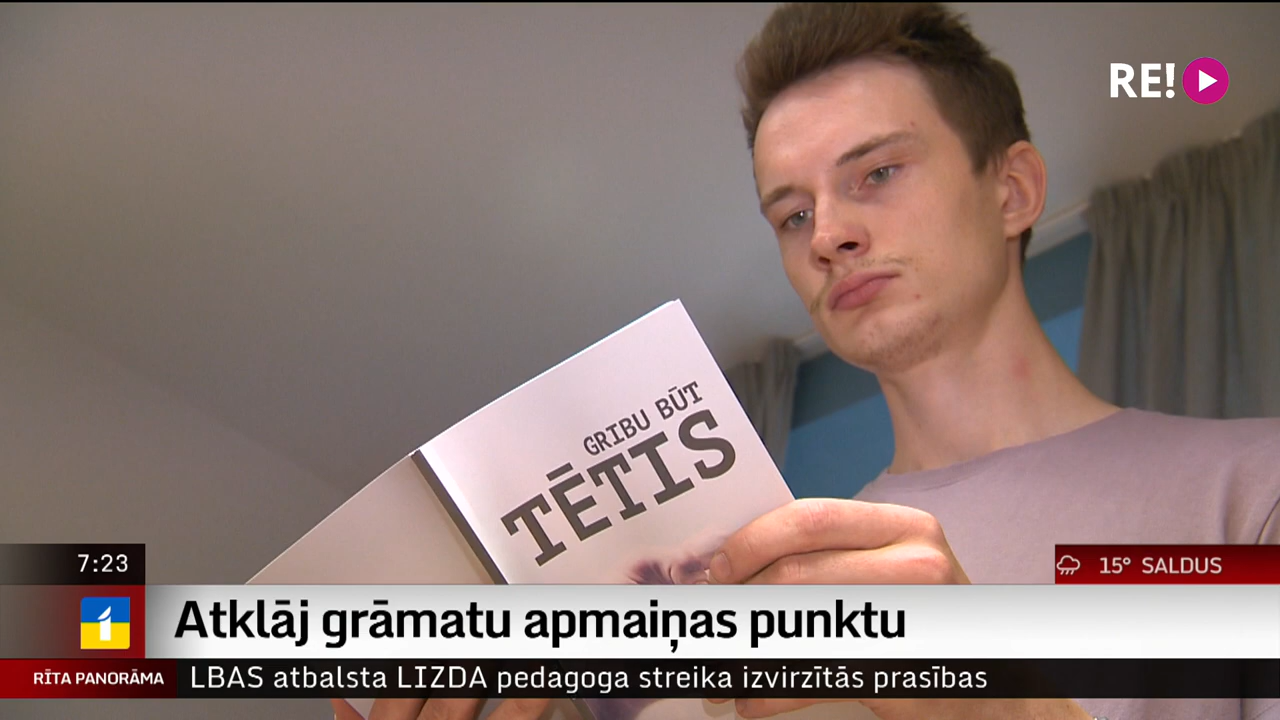 RE!
GRIBU BŪT
TĒTIS
7:23
15° SALDUS
1
Atklāj grāmatu apmaiņas punktu
RĪTA PANORĀMA
LBAS atbalsta LIZDA pedagoga streika izvirzītās prasības